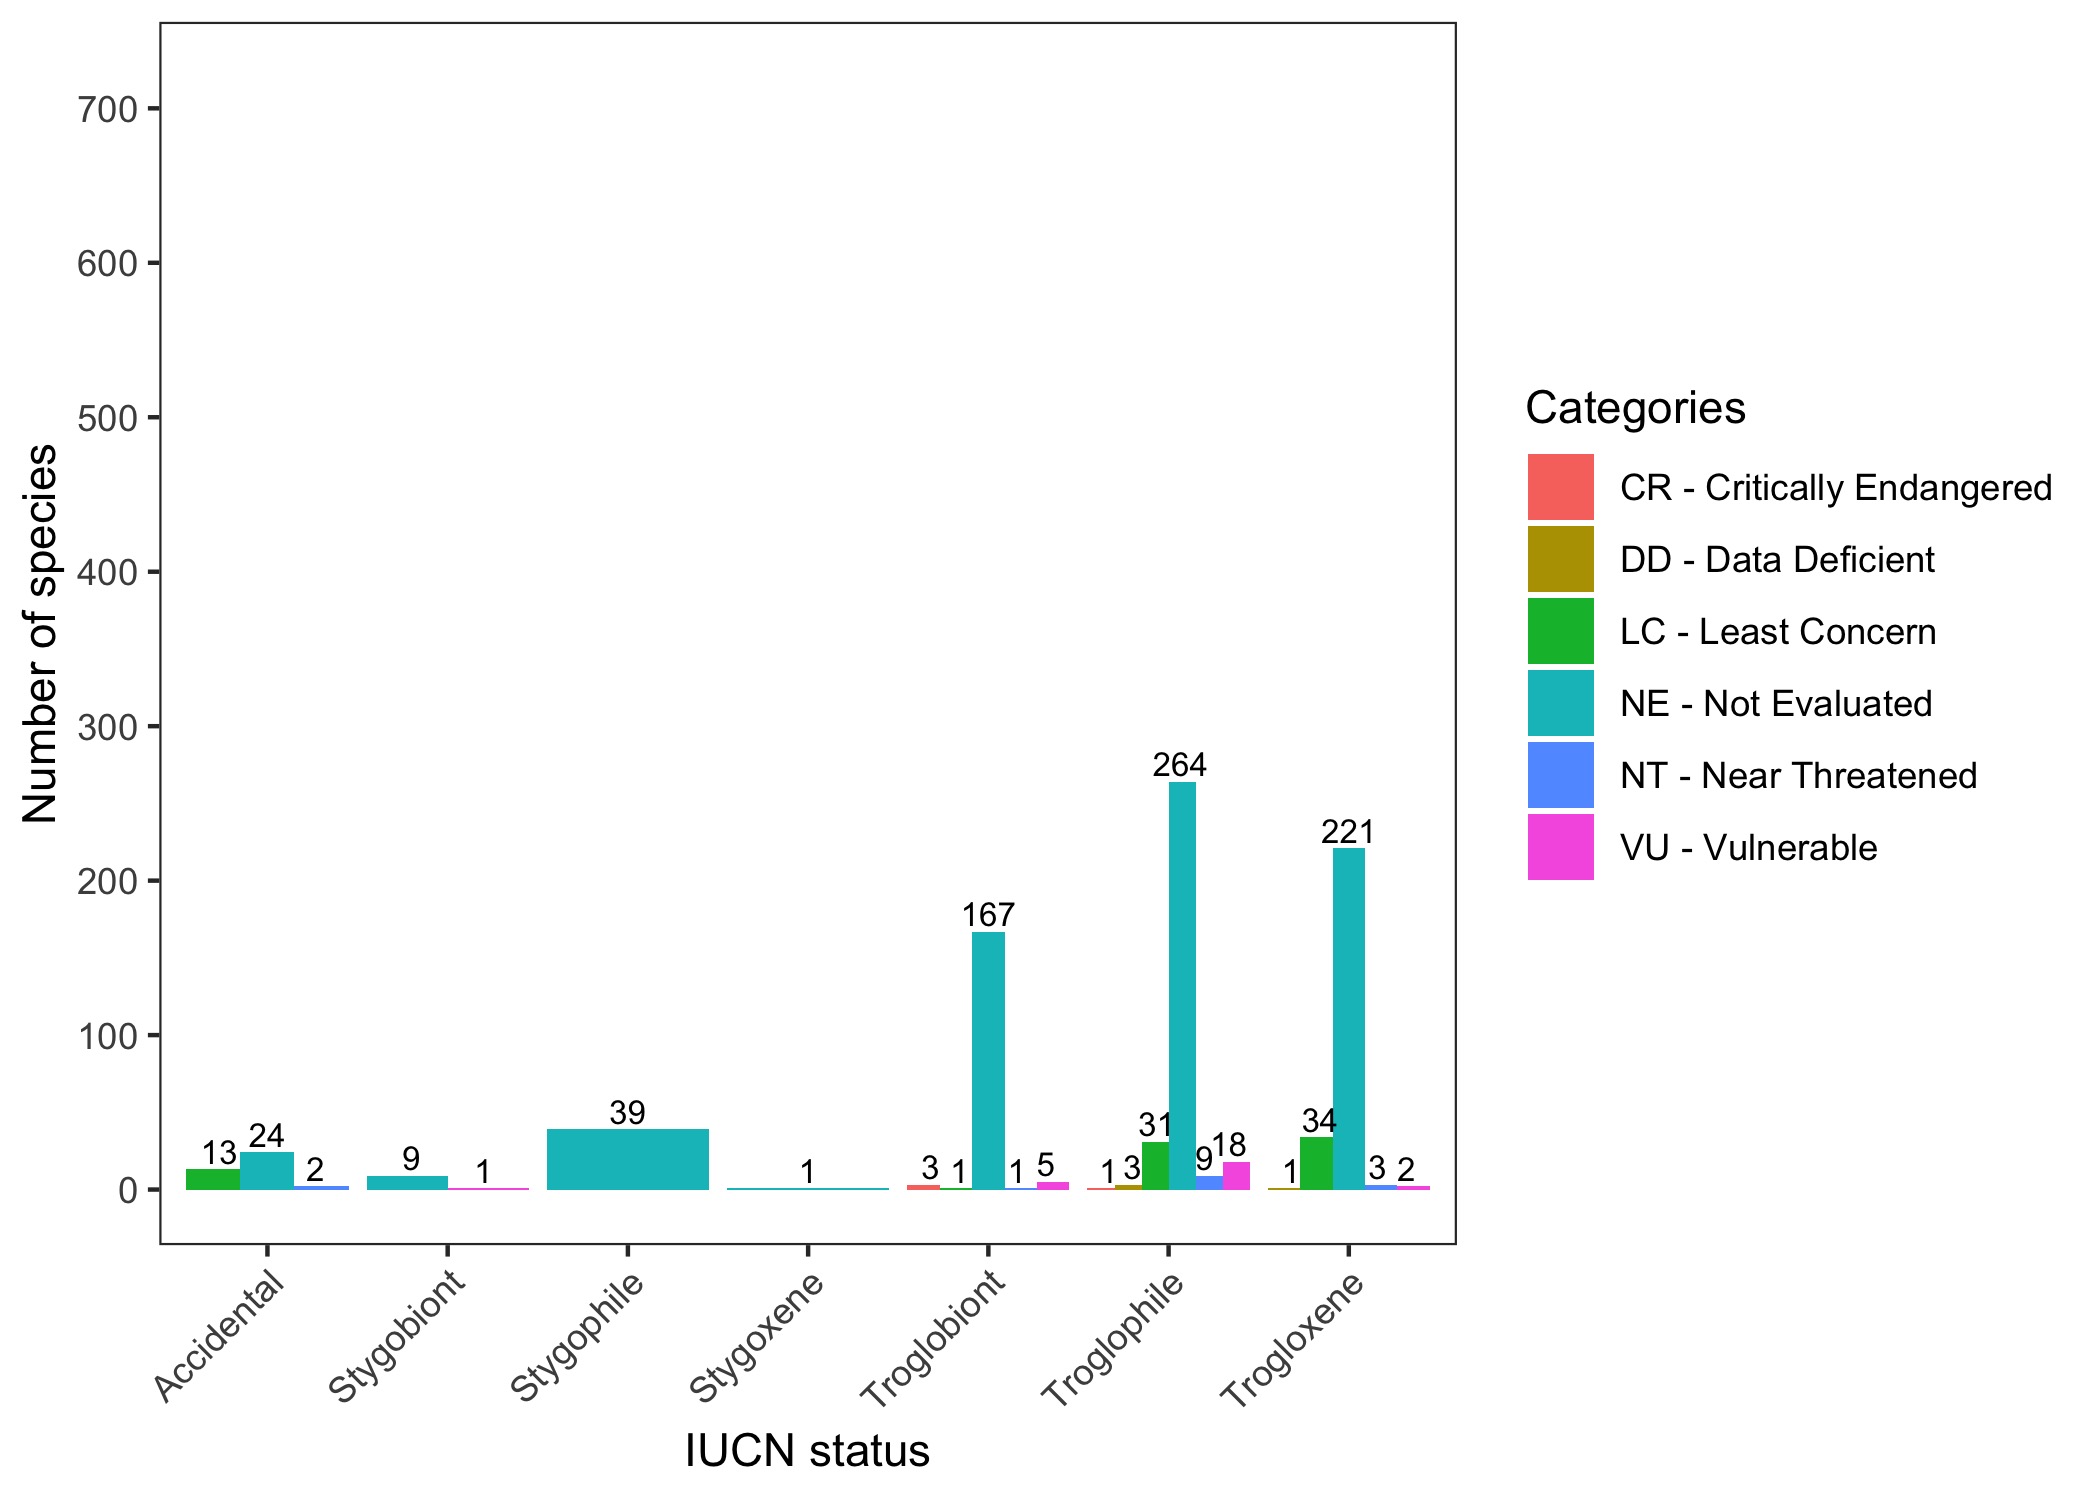 Number of species
700
600
500
400
300
200
100
0
13 24 2
9 1
39
1
3 1 167 1 5
1 3 31 264 9 18
1 34 221 3 2
Accidental
Stygobiont
Stygophile
Stygoxene
Troglobiont
Troglophile
Trogloxene
IUCN status
Categories
CR - Critically Endangered
DD - Data Deficient
LC - Least Concern
NE - Not Evaluated
NT - Near Threatened
VU - Vulnerable